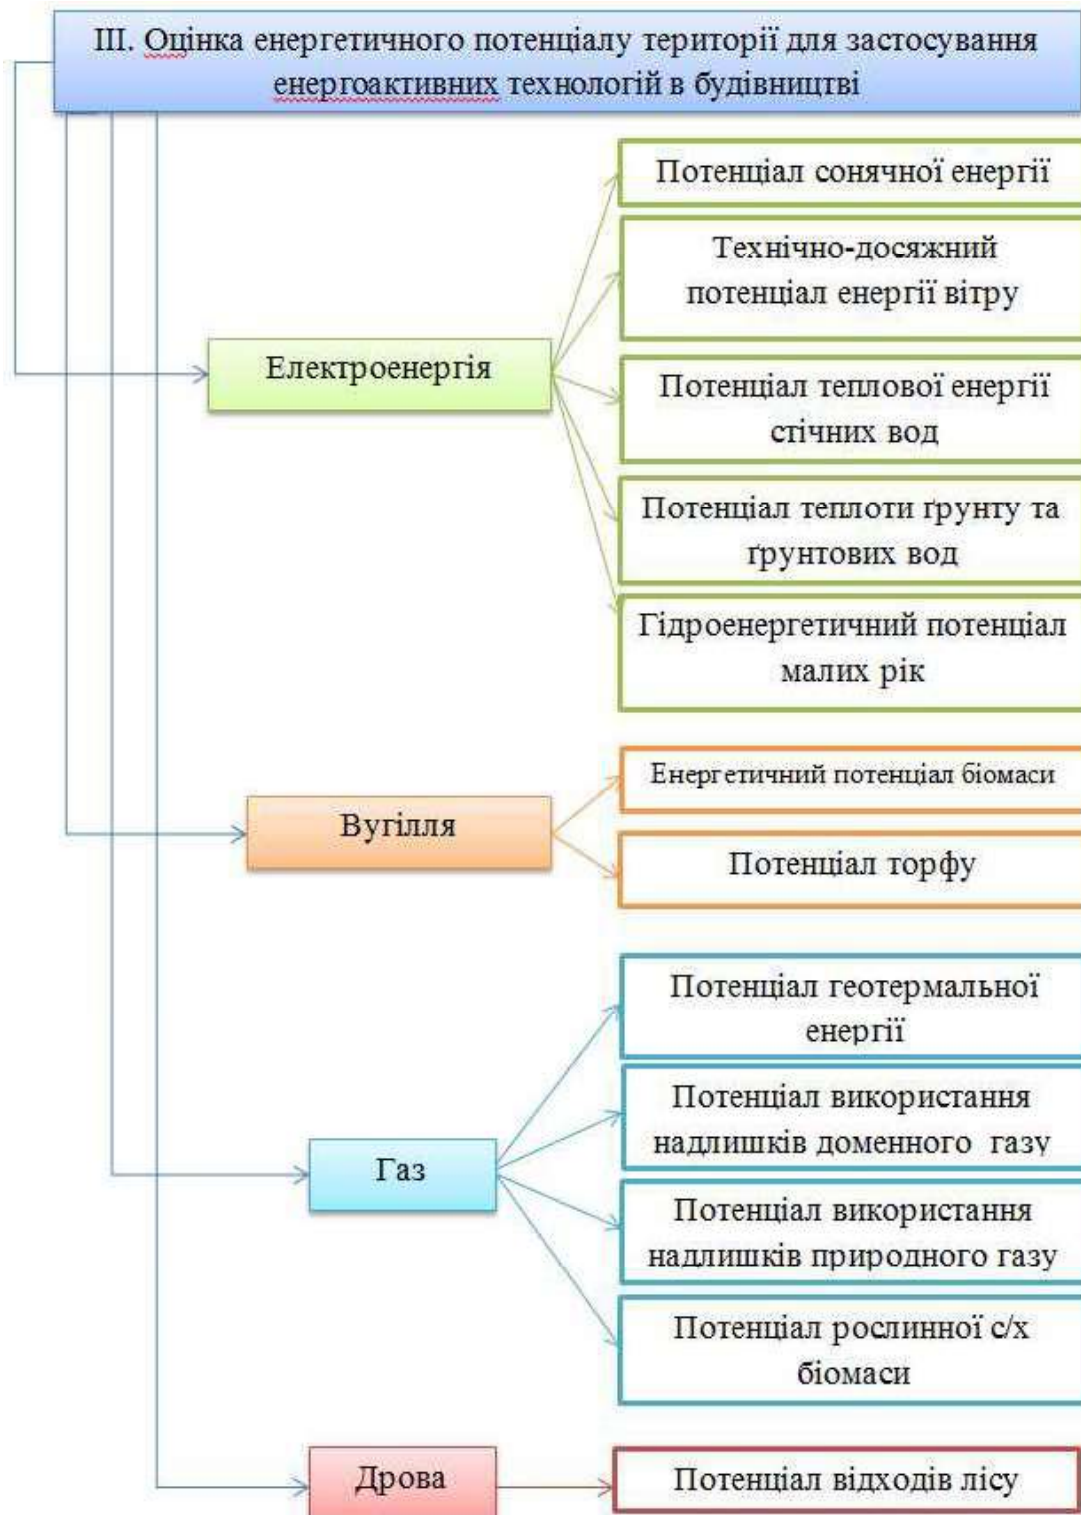 III. Оцінка енергетичного потенціалу території для застосування
енергоактивних технологій в будівництві
Потенціал сонячної енергії
Технічно-досяжний
потенціал енергії вітру
Електроенергія
Потенціал теплової енергії
стічних вод
Потенціал теплоти ґрунту та
ґрунтових вод
Гідроенергетичний потенціал
малих рік
Вугілля
Енергетичний потенціал біомаси
Потенціал торфу
Газ
Потенціал геотермальної
енергії
Потенціал використання
надлишків доменного газу
Потенціал використання
надлишків природного газу
Потенціал рослинної с/х
біомаси
Дрова
Потенціал відходів лісу